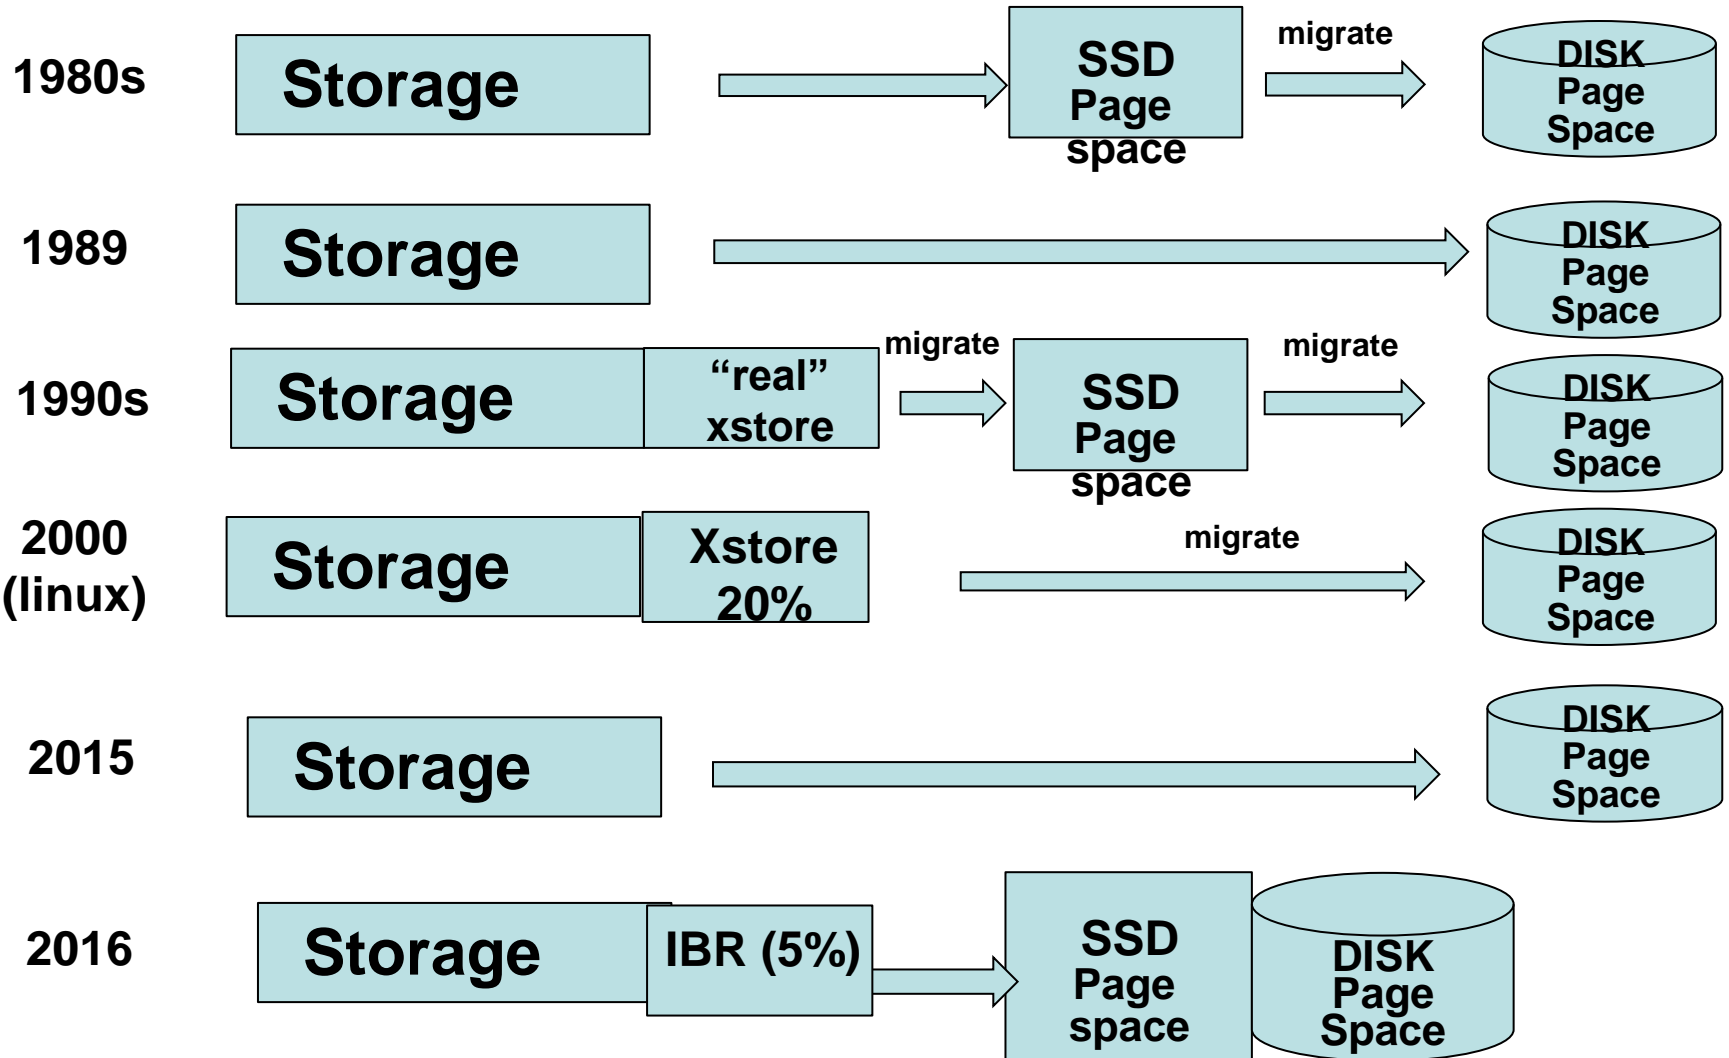 1980s
Storage
SSD
Page
space
migrate
DISK
Page
Space
1989
Storage
DISK
Page
Space
1990s
Storage
“real”
xstore
migrate
SSD
Page
space
migrate
DISK
Page
Space
2000
(linux)
Storage
Xstore
20%
migrate
DISK
Page
Space
2015
Storage
DISK
Page
Space
2016
Storage
IBR (5%)
SSD
Page
space
DISK
Page
Space